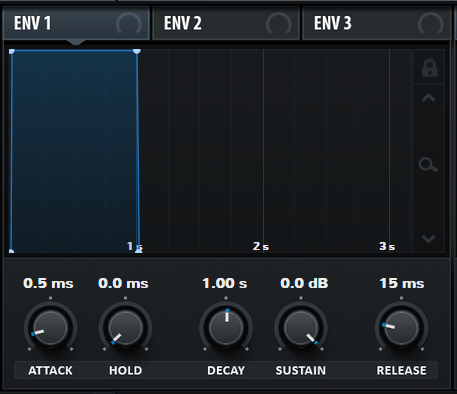 ENV 1 ENV 2 ENV 3
1 s 2 s 3 s
0.5 ms 0.0 ms 1.00 s 0.0 dB 15 ms
ATTACK HOLD DECAY SUSTAIN RELEASE